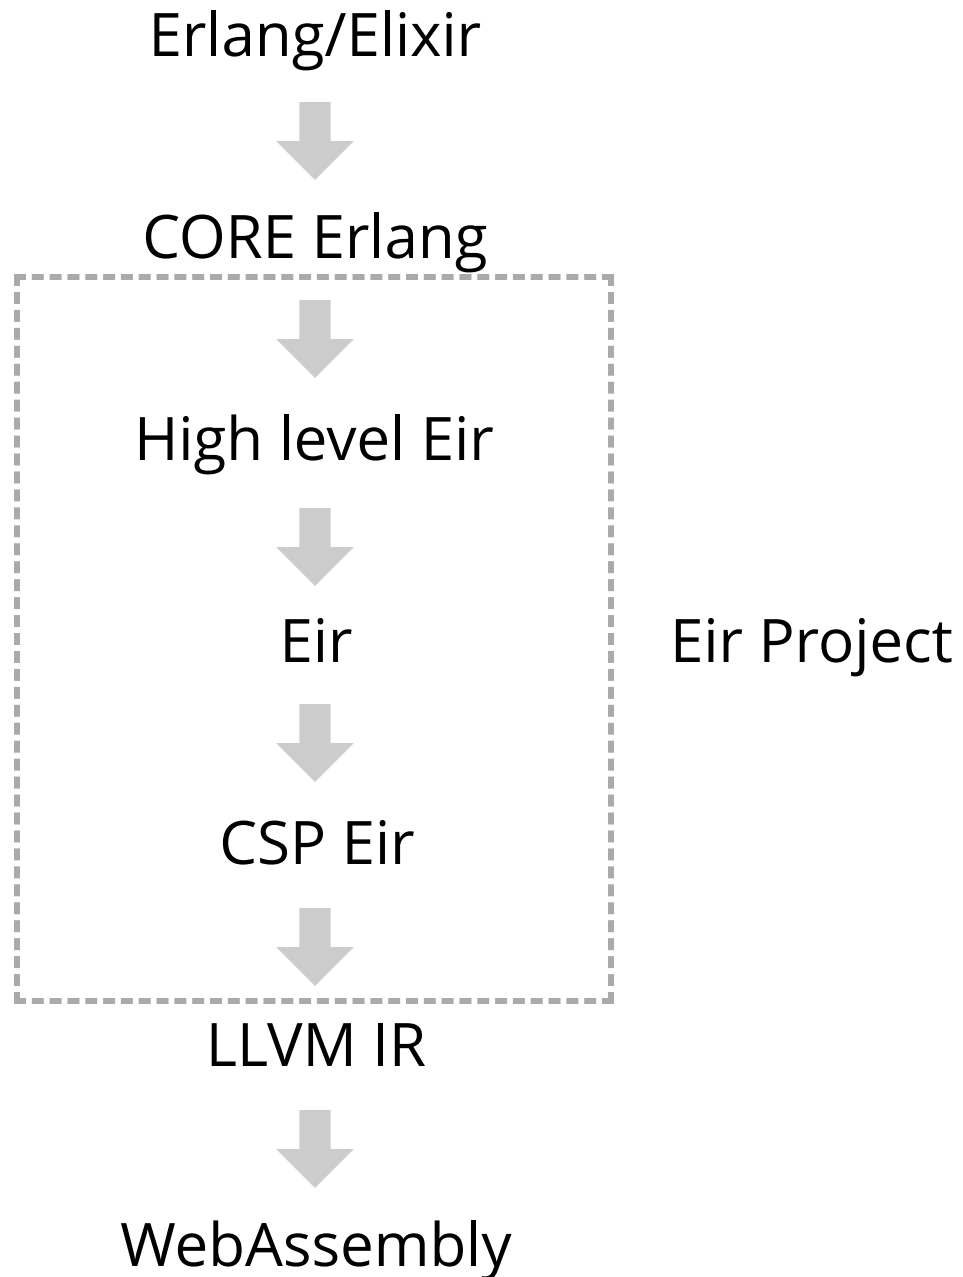 Erlang/Elixir
CORE Erlang
High level Eir
Eir
Eir Project
CSP Eir
LLVM IR
WebAssembly